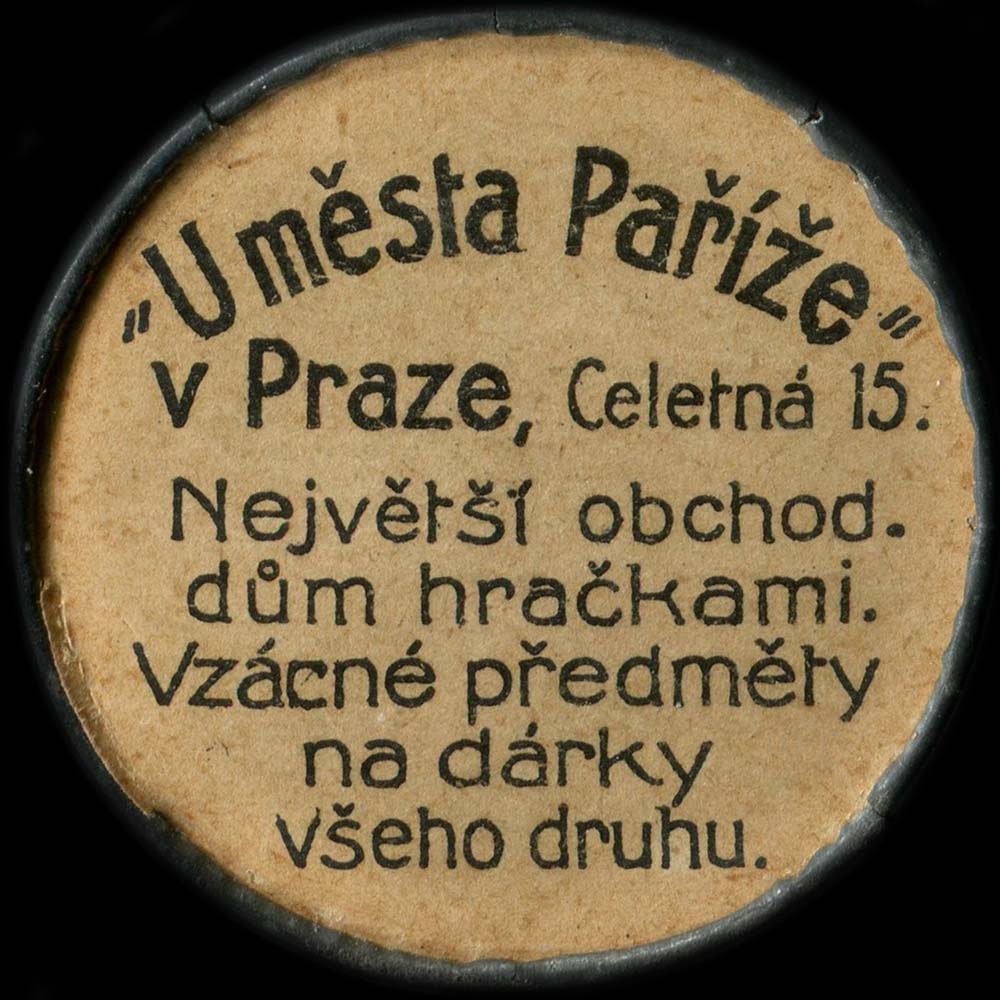 "U města Paříže"
v Praze, Celetná 15.
Největší obchod.
dům hračkami.
Vzácné předměty
na dárky
všeho druhu.